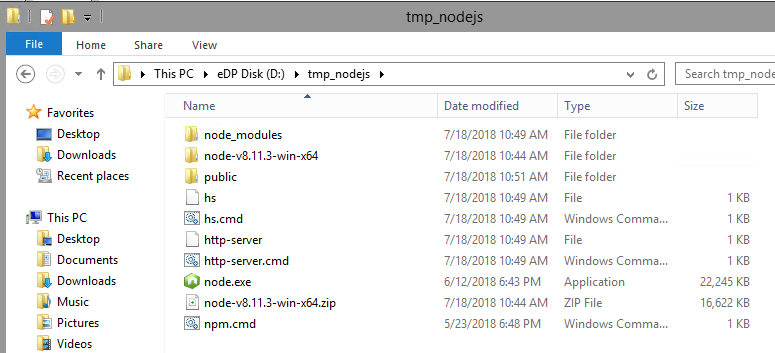 tmp_nodejs
File Home Share View
This PC eDP Disk (D:) tmp_nodejs Search tmp_node
Name Date modified Type Size
Favorites
Desktop
Downloads
Recent places
This PC
Desktop
Documents
Downloads
Music
Pictures
Videos
node_modules 7/18/2018 10:49 AM File folder
node-v8.11.3-win-x64 7/18/2018 10:44 AM File folder
public 7/18/2018 10:51 AM File folder
hs 7/18/2018 10:49 AM File 1 KB
hs.cmd 7/18/2018 10:49 AM Windows Comma... 1 KB
http-server 7/18/2018 10:49 AM File 1 KB
http-server.cmd 7/18/2018 10:49 AM Windows Comma... 1 KB
node.exe 6/12/2018 6:43 PM Application 22,245 KB
node-v8.11.3-win-x64.zip 7/18/2018 10:44 AM ZIP File 16,622 KB
npm.cmd 5/23/2018 6:48 PM Windows Comma... 1 KB